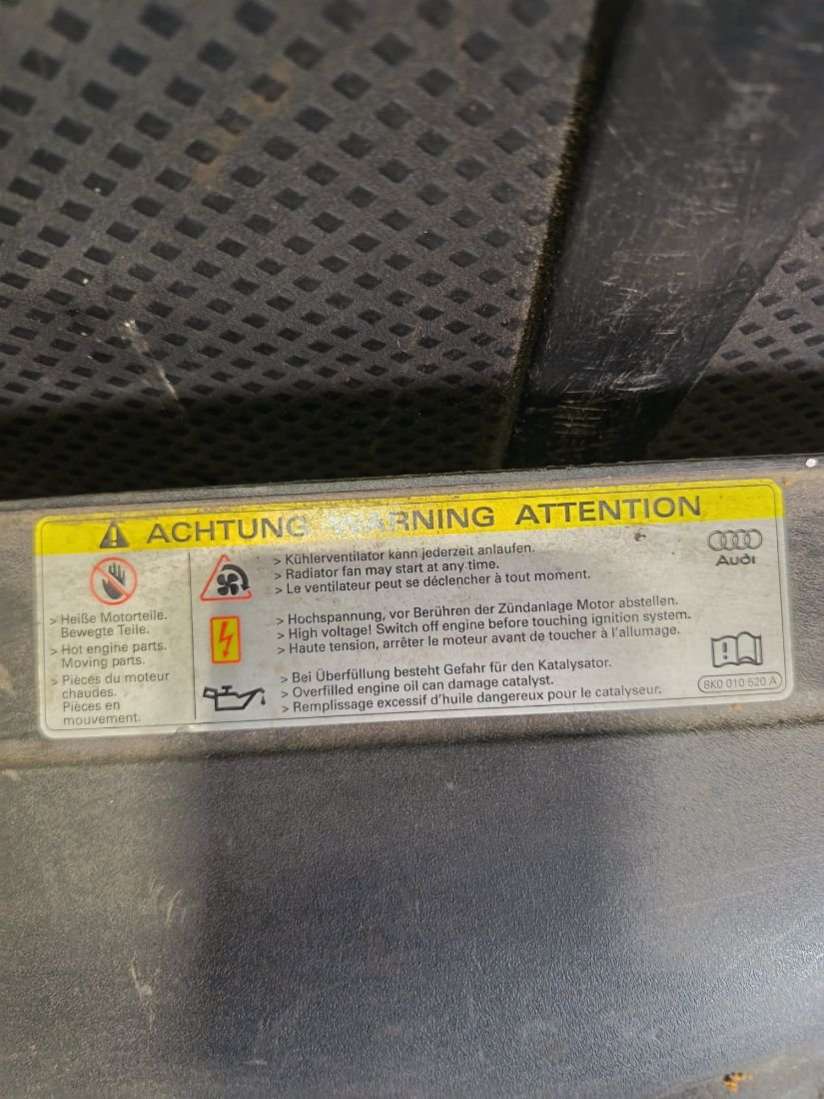 ACHTUNG WARNING ATTENTION
> Heiße Motorteile.
Bewegte Teile.
> Hot engine parts.
Moving parts.
> Pièces du moteur
chaudes.
Pièces en
mouvement.
> Kühlerventilator kann jederzeit anlaufen.
> Radiator fan may start at any time.
> Le ventilateur peut se déclencher à tout moment.
> Hochspannung, vor Berühren der Zündanlage Motor abstellen.
> High voltage! Switch off engine before touching ignition system.
> Haute tension, arrêter le moteur avant de toucher à l'allumage.
> Bei Überfüllung besteht Gefahr für den Katalysator.
> Overfilled engine oil can damage catalyst.
> Remplissage excessif d'huile dangereux pour le catalyseur.
Audi
8K0 010 520 A